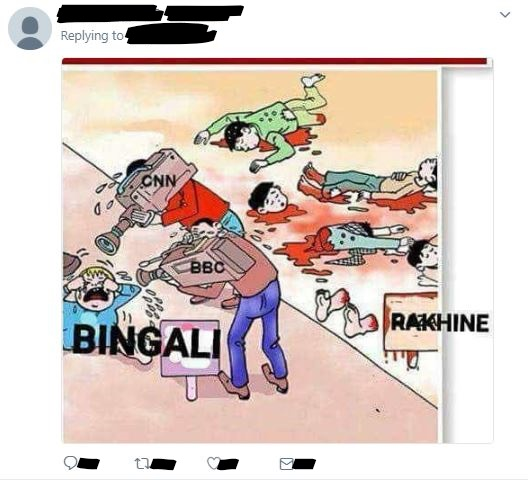 Replying to
CNN
BBC
BINGALI
RAKHINE